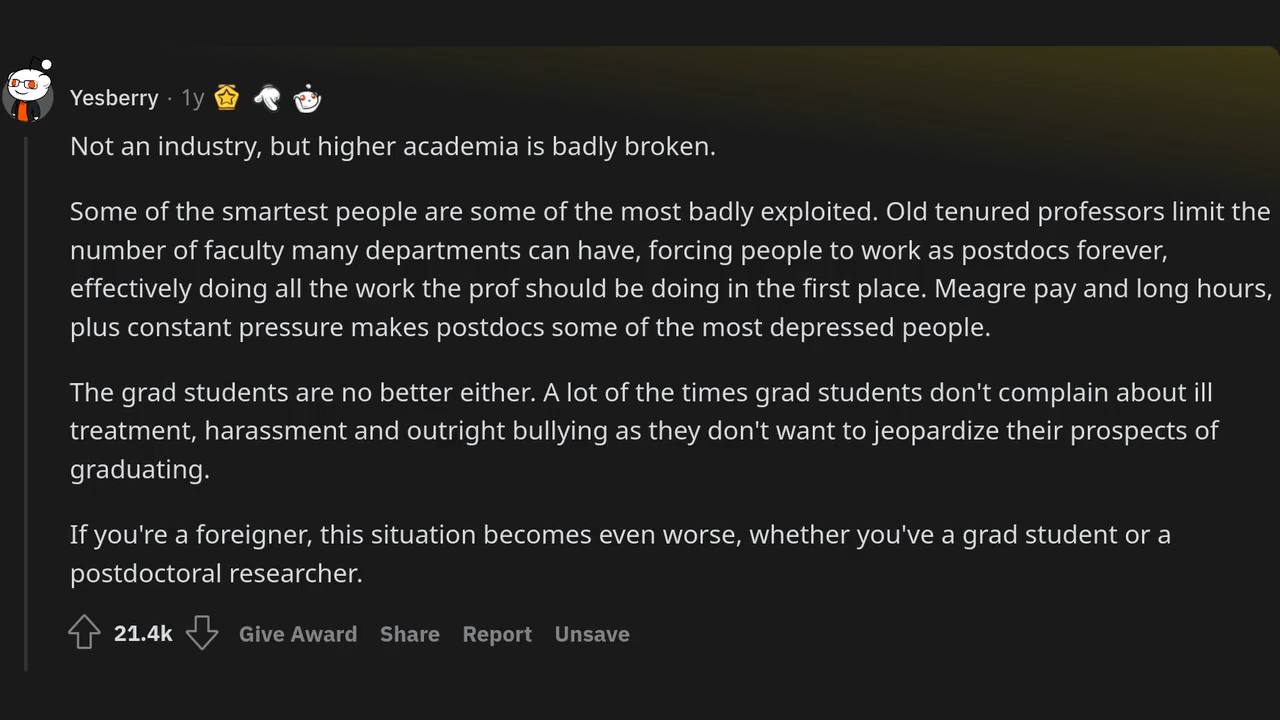 Yesberry · 1y
Not an industry, but higher academia is badly broken.
Some of the smartest people are some of the most badly exploited. Old tenured professors limit the
number of faculty many departments can have, forcing people to work as postdocs forever,
effectively doing all the work the prof should be doing in the first place. Meagre pay and long hours,
plus constant pressure makes postdocs some of the most depressed people.
The grad students are no better either. A lot of the times grad students don't complain about ill
treatment, harassment and outright bullying as they don't want to jeopardize their prospects of
graduating.
If you're a foreigner, this situation becomes even worse, whether you've a grad student or a
postdoctoral researcher.
21.4k Give Award Share Report Unsave